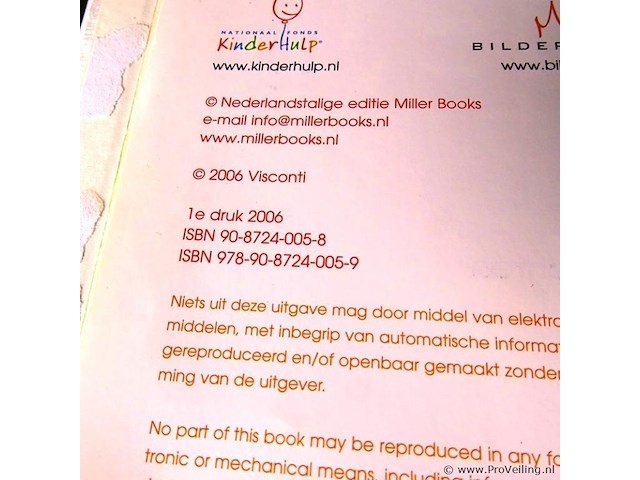 NATIONAAL FONDS
KinderHulp®
www.kinderhulp.nl
BILDER
www.bi
© Nederlandstalige editie Miller Books
e-mail info@millerbooks.nl
www.millerbooks.nl
© 2006 Visconti
1e druk 2006
ISBN 90-8724-005-8
ISBN 978-90-8724-005-9
Niets uit deze uitgave mag door middel van elektro
middelen, met inbegrip van automatische informat
gereproduceerd en/of openbaar gemaakt zonder
ming van de uitgever.
No part of this book may be reproduced in any fo
tronic or mechanical means, including inf
© www.ProVeiling.nl